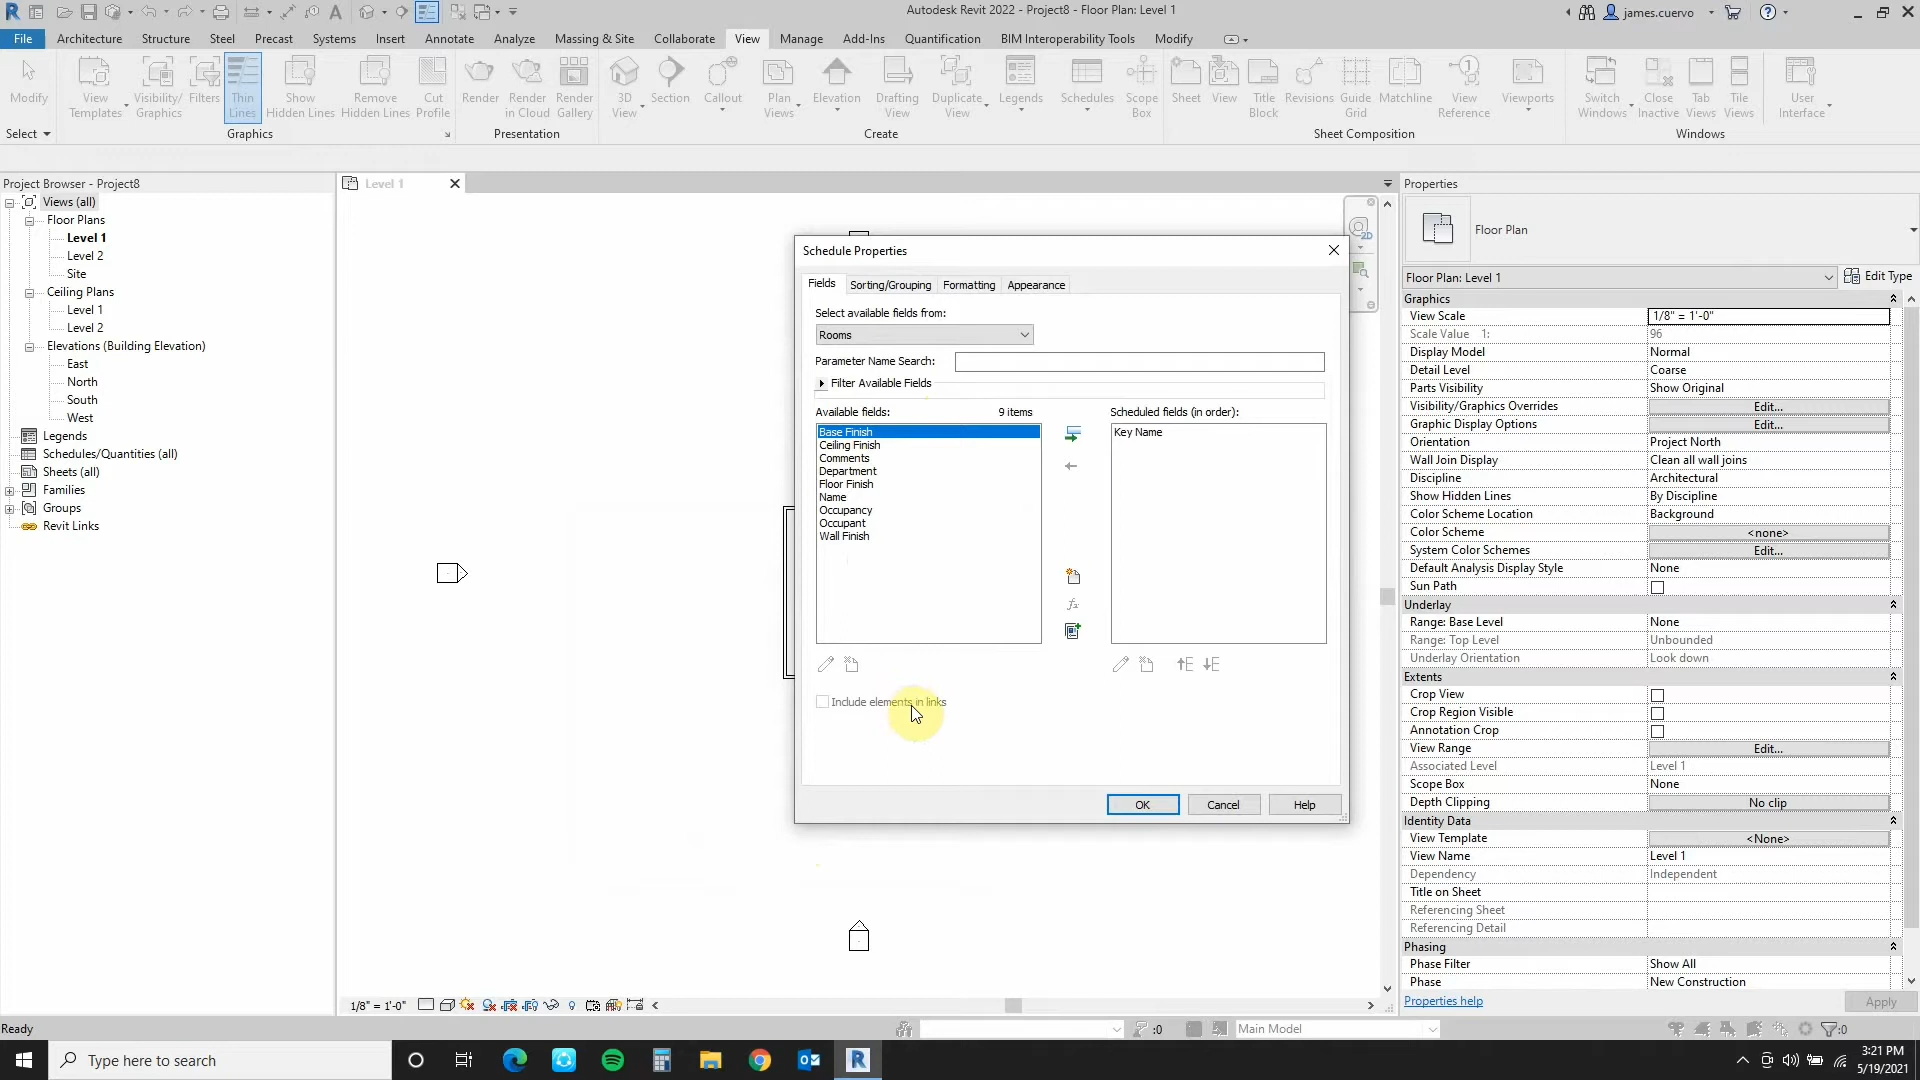 Autodesk Revit 2022 - Project8 - Floor Plan: Level 1
james.cuervo
File Architecture Structure Steel Precast Systems Insert Annotate Analyze Massing & Site Collaborate View Manage Add-Ins Quantification BIM Interoperability Tools Modify
Modify
View Templates
Visibility/ Graphics
Filters
Thin Lines
Show Hidden Lines
Remove Hidden Lines
Cut Profile
Render
Render in Cloud
Render Gallery
3D View
Section
Callout
Plan Views
Elevation
Drafting View
Duplicate View
Legends
Schedules
Scope Box
Sheet
View
Title Block
Revisions
Guide Grid
Matchline
View Reference
Viewports
Switch Windows
Close Inactive
Tab Views
Tile Views
User Interface
Select Graphics Presentation Create Sheet Composition Windows
Project Browser - Project8
Views (all)
Floor Plans
Level 1
Level 2
Site
Ceiling Plans
Level 1
Level 2
Elevations (Building Elevation)
East
North
South
West
Legends
Schedules/Quantities (all)
Sheets (all)
Families
Groups
Revit Links
Level 1
2D
Schedule Properties
Fields Sorting/Grouping Formatting Appearance
Select available fields from:
Rooms
Parameter Name Search:
Filter Available Fields
Available fields: 9 items
Base Finish
Ceiling Finish
Comments
Department
Floor Finish
Name
Occupancy
Occupant
Wall Finish
Scheduled fields (in order):
Key Name
fx
Include elements in links
OK Cancel Help
Properties
Floor Plan
Floor Plan: Level 1 Edit Type
Graphics
View Scale 1/8" = 1'-0"
Scale Value 1: 96
Display Model Normal
Detail Level Coarse
Parts Visibility Show Original
Visibility/Graphics Overrides Edit...
Graphic Display Options Edit...
Orientation Project North
Wall Join Display Clean all wall joins
Discipline Architectural
Show Hidden Lines By Discipline
Color Scheme Location Background
Color Scheme <none>
System Color Schemes Edit...
Default Analysis Display Style None
Sun Path
Underlay
Range: Base Level None
Range: Top Level Unbounded
Underlay Orientation Look down
Extents
Crop View
Crop Region Visible
Annotation Crop
View Range Edit...
Associated Level Level 1
Scope Box None
Depth Clipping No clip
Identity Data
View Template <None>
View Name Level 1
Dependency Independent
Title on Sheet
Referencing Sheet
Referencing Detail
Phasing
Phase Filter Show All
Phase New Construction
Properties help Apply
1/8" = 1'-0"
Ready
:0
Main Model
:0
Type here to search
3:21 PM
5/19/2021